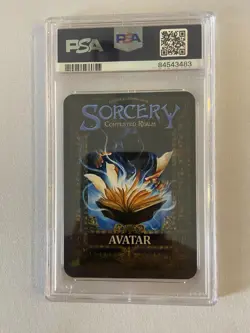 PSA
PSA
84543483
SORCERY
CONTESTED REALM
AVATAR